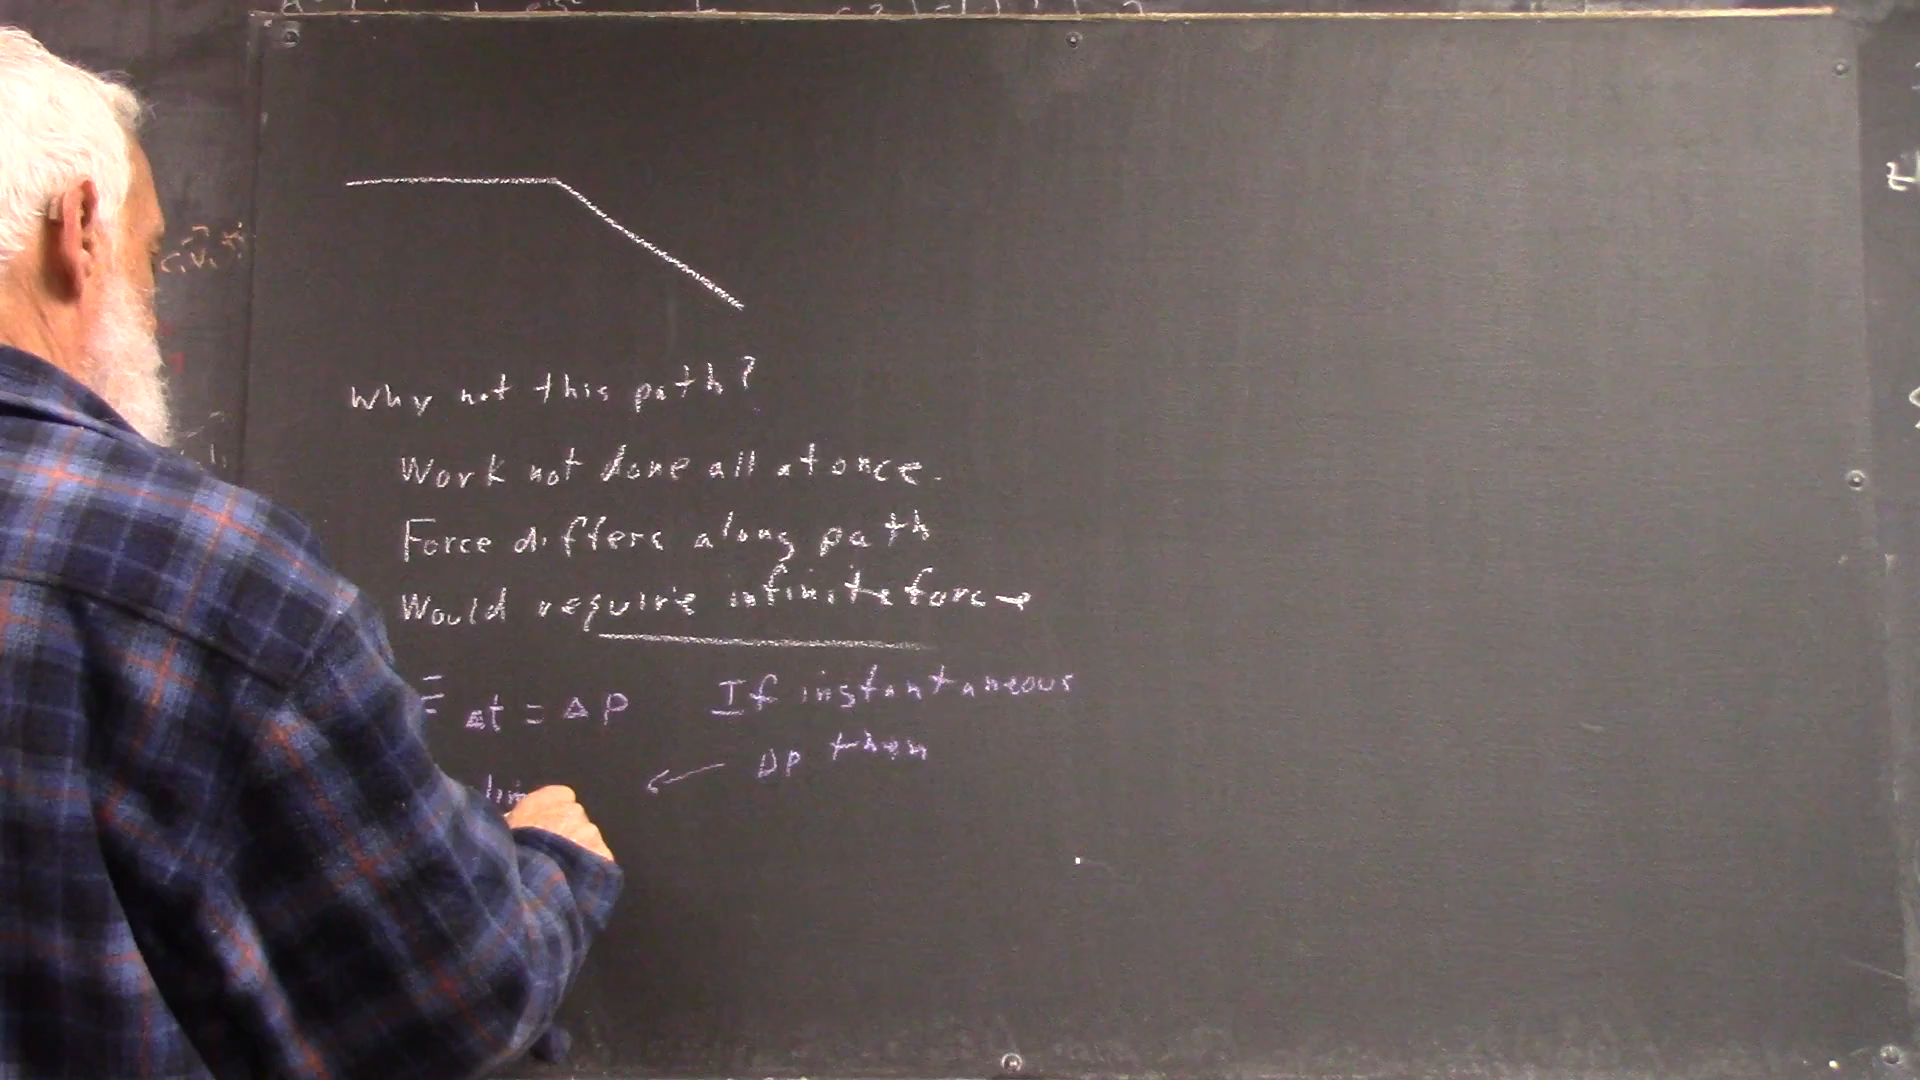 Why not this path?
Work not done all at once.
Force differs along path
Would require infinite force
F̄ Δt = Δp If instantaneous
Δp then
lim